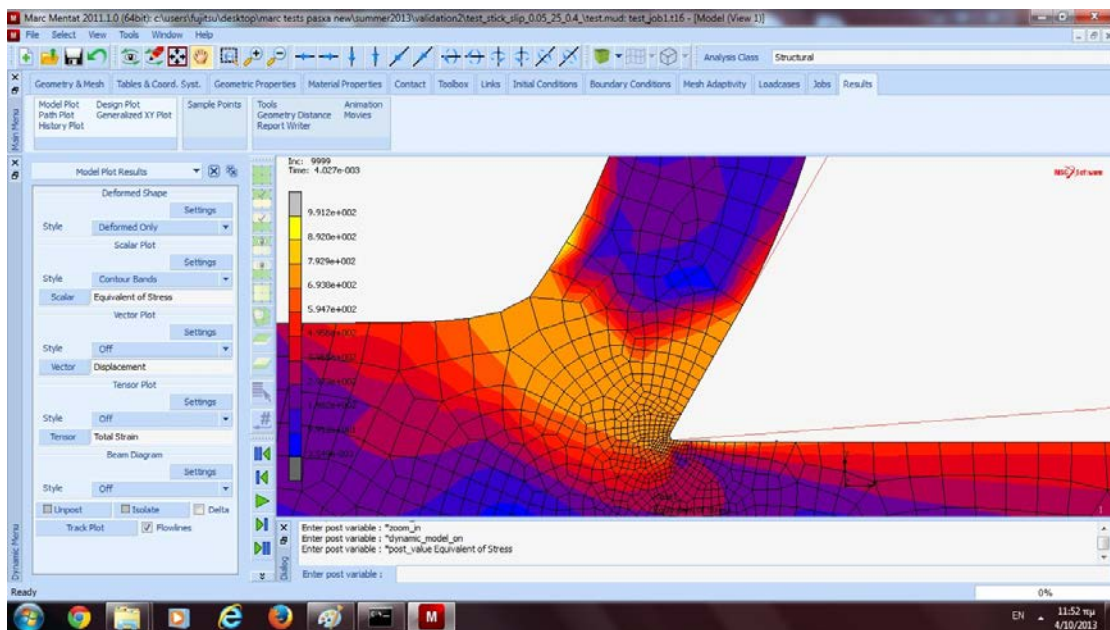 Marc Mentat 2011.1.0 (64bit): c:\users\fujitsu\desktop\marc tests pasxa new\summer2013\validation2\test_stick_slip_0.05_25_0.4_\test.mud: test_job1.t16 - [Model (View 1)]
File Select View Tools Window Help
Analysis Class Structural
Geometry & Mesh Tables & Coord. Syst. Geometric Properties Material Properties Contact Toolbox Links Initial Conditions Boundary Conditions Mesh Adaptivity Loadcases Jobs Results
Main Menu
Model Plot Design Plot Sample Points Tools Animation
Path Plot Generalized XY Plot Geometry Distance Movies
History Plot Report Writer
Model Plot Results
Deformed Shape
Settings
Style Deformed Only
Scalar Plot
Settings
Style Contour Bands
Scalar Equivalent of Stress
Vector Plot
Settings
Style Off
Vector Displacement
Tensor Plot
Settings
Style Off
Tensor Total Strain
Beam Diagram
Settings
Style Off
Unpost Isolate Delta
Track Plot Flowlines
Dynamic Menu
Inc: 9999
Time: 4.027e-003
9.912e+002
8.920e+002
7.929e+002
6.938e+002
5.947e+002
MSC Software
1
Dialog
Enter post variable : *zoom_in
Enter post variable : *dynamic_model_on
Enter post variable : *post_value Equivalent of Stress
Enter post variable :
Ready
0%
EN
11:52 πμ
4/10/2013